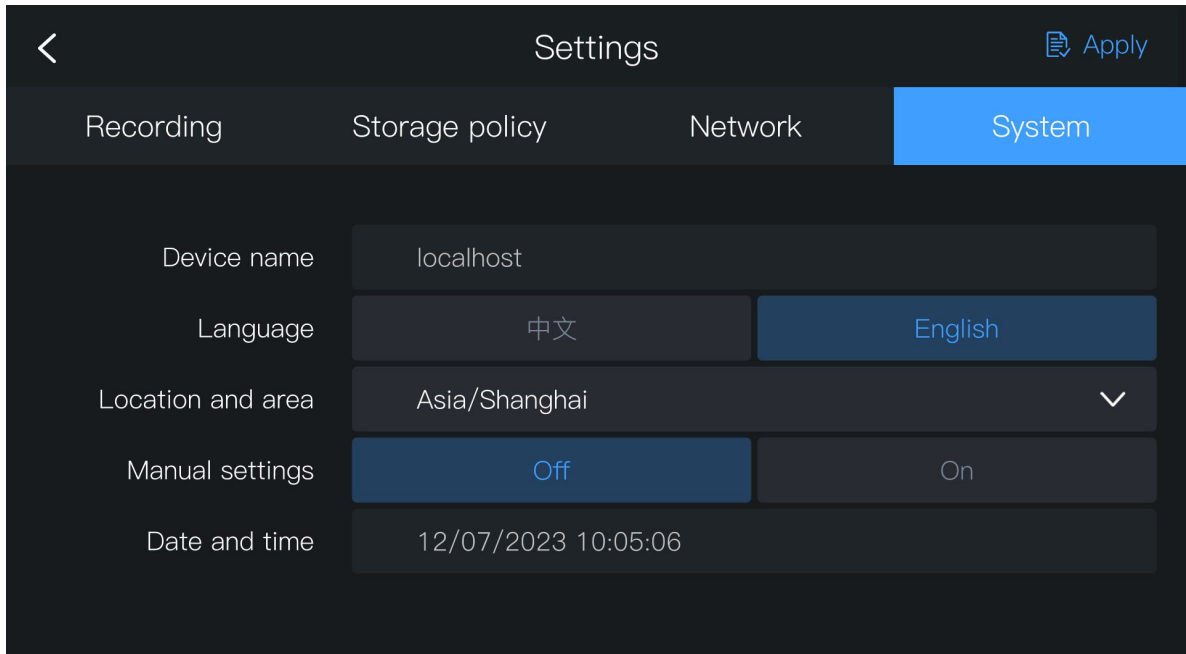 Settings
Apply
Recording Storage policy Network System
Device name localhost
Language 中文 English
Location and area Asia/Shanghai
Manual settings Off On
Date and time 12/07/2023 10:05:06